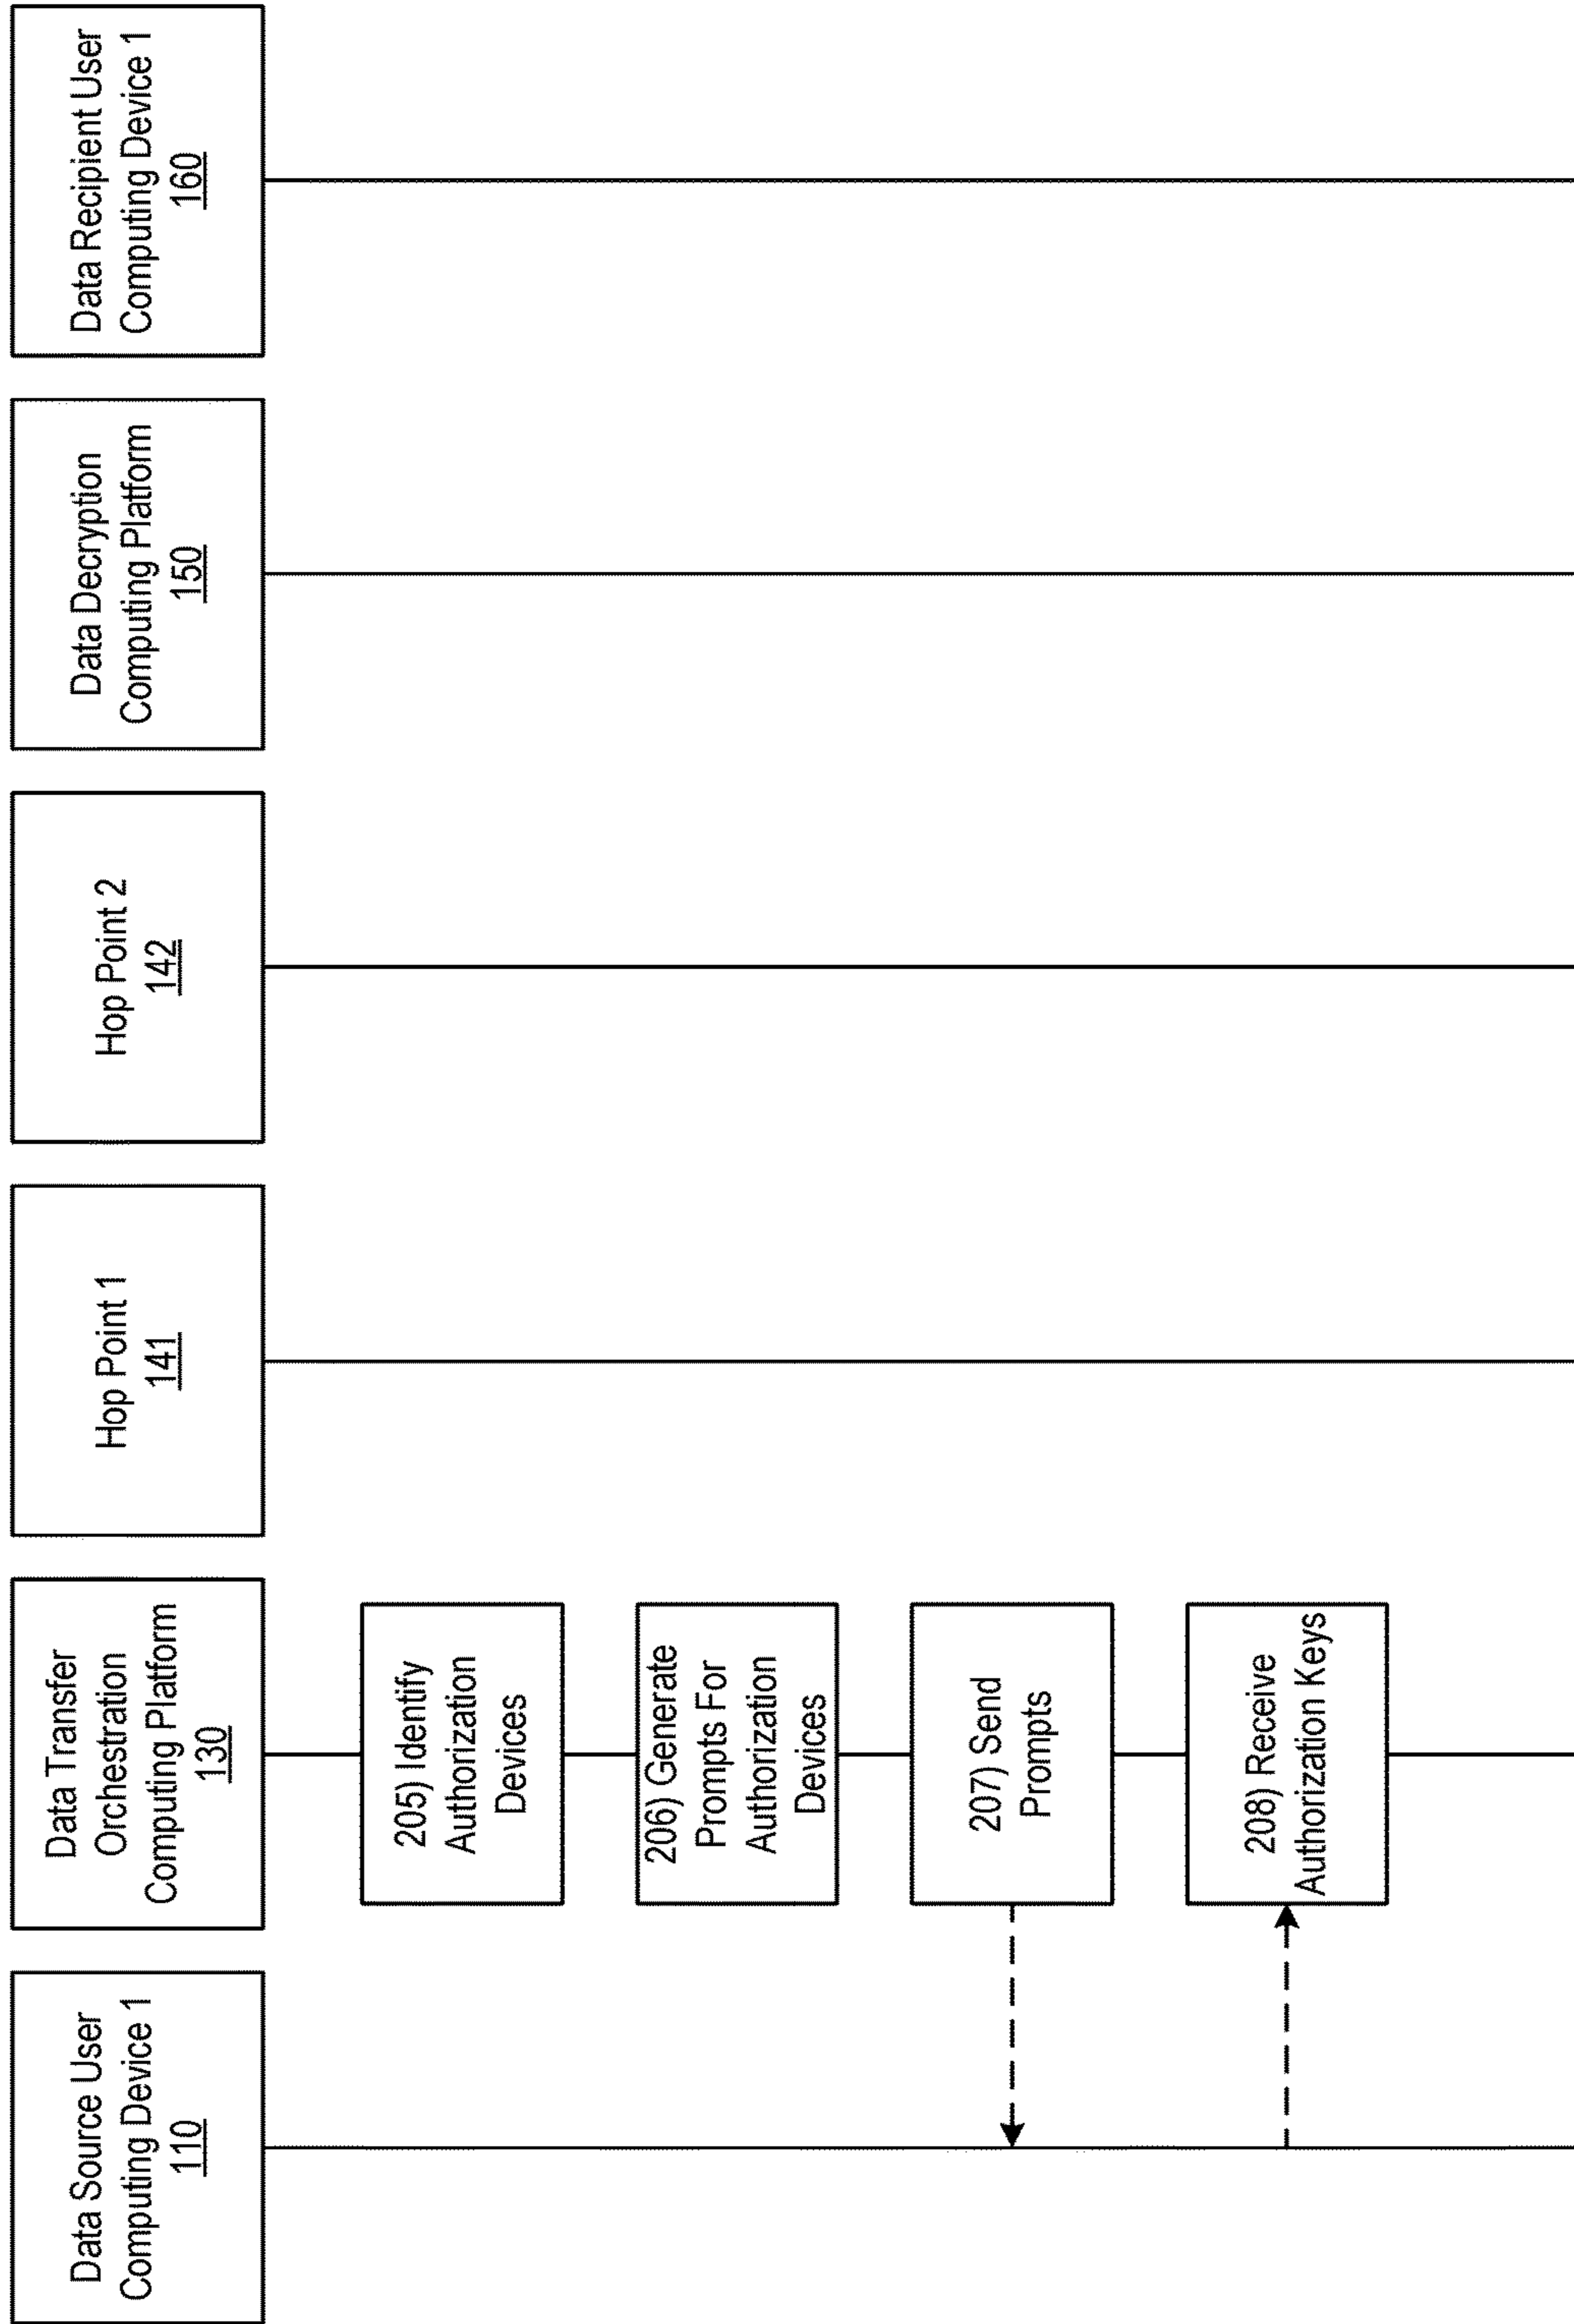 Data Source User
Computing Device 1
110
Data Transfer
Orchestration
Computing Platform
130
Hop Point 1
141
Hop Point 2
142
Data Decryption
Computing Platform
150
Data Recipient User
Computing Device 1
160
205) Identify
Authorization
Devices
206) Generate
Prompts For
Authorization
Devices
207) Send
Prompts
208) Receive
Authorization Keys